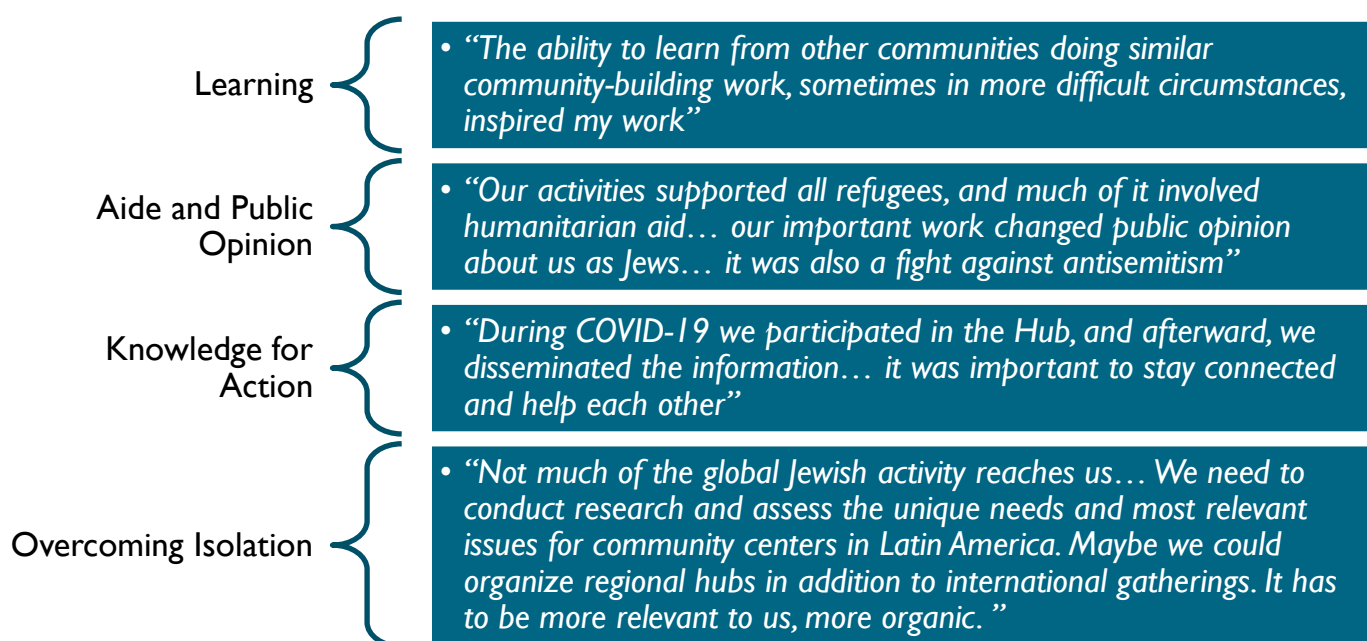 Learning
• “The ability to learn from other communities doing similar
community-building work, sometimes in more difficult circumstances,
inspired my work”
Aide and Public
Opinion
• “Our activities supported all refugees, and much of it involved
humanitarian aid… our important work changed public opinion
about us as Jews… it was also a fight against antisemitism”
Knowledge for
Action
• “During COVID-19 we participated in the Hub, and afterward, we
disseminated the information… it was important to stay connected
and help each other”
Overcoming Isolation
• “Not much of the global Jewish activity reaches us… We need to
conduct research and assess the unique needs and most relevant
issues for community centers in Latin America. Maybe we could
organize regional hubs in addition to international gatherings. It has
to be more relevant to us, more organic. ”